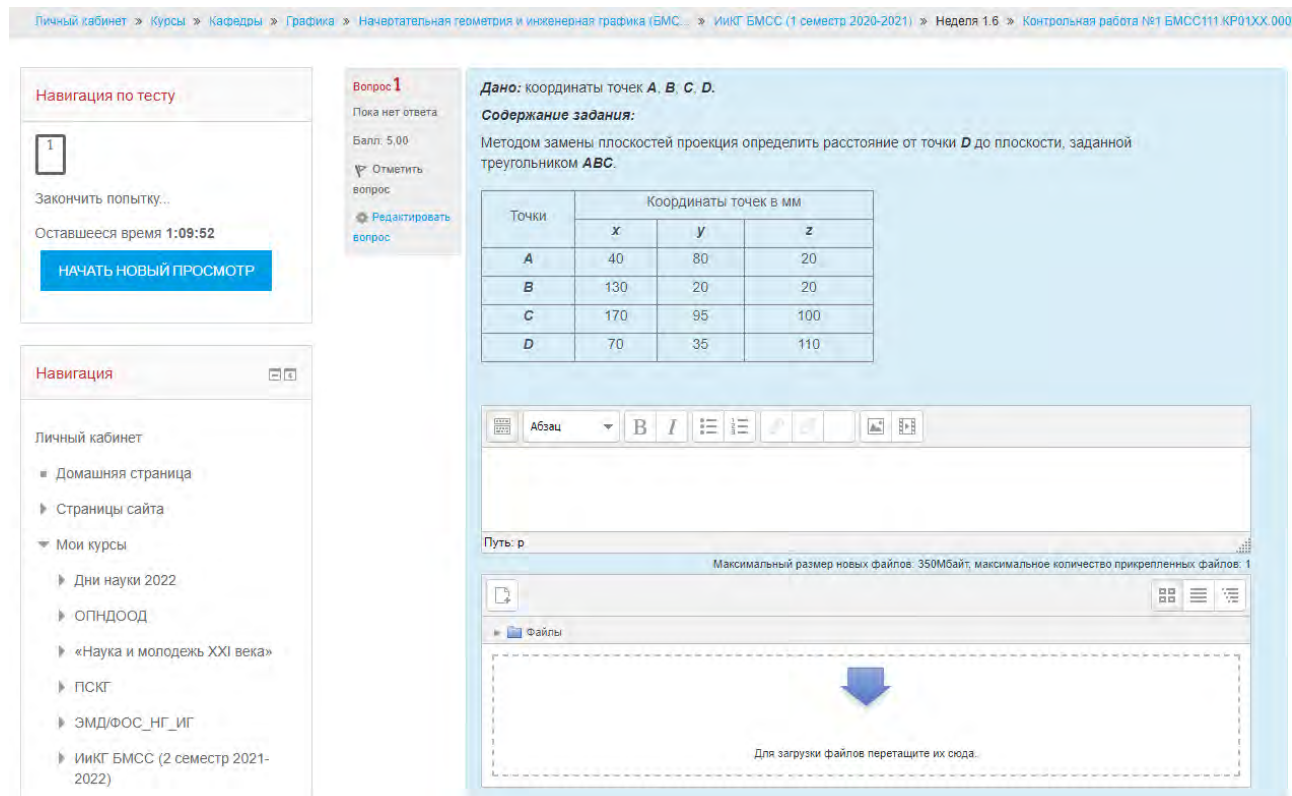 Личный кабинет » Курсы » Кафедры » Графика » Начертательная геометрия и инженерная графика (БМС... » ИиКГ БМСС (1 семестр 2020-2021) » Неделя 1.6 » Контрольная работа №1 БМСС111.КР01ХХ.000
Навигация по тесту
1
Закончить попытку...
Оставшееся время 1:09:52
НАЧАТЬ НОВЫЙ ПРОСМОТР
Навигация
Личный кабинет
Домашняя страница
Страницы сайта
Мои курсы
Дни науки 2022
ОПНДООД
«Наука и молодежь XXI века»
ПСКГ
ЭМД/ФОС_НГ_ИГ
ИиКГ БМСС (2 семестр 2021-
2022)
Вопрос 1
Пока нет ответа
Балл: 5,00
Отметить
вопрос
Редактировать
вопрос
Дано: координаты точек A, B, C, D.
Содержание задания:
Методом замены плоскостей проекция определить расстояние от точки D до плоскости, заданной
треугольником ABC.
Точки Координаты точек в мм
x y z
A 40 80 20
B 130 20 20
C 170 95 100
D 70 35 110
Абзац B I
Путь: p
Максимальный размер новых файлов: 350Мбайт, максимальное количество прикрепленных файлов: 1
Файлы
Для загрузки файлов перетащите их сюда.